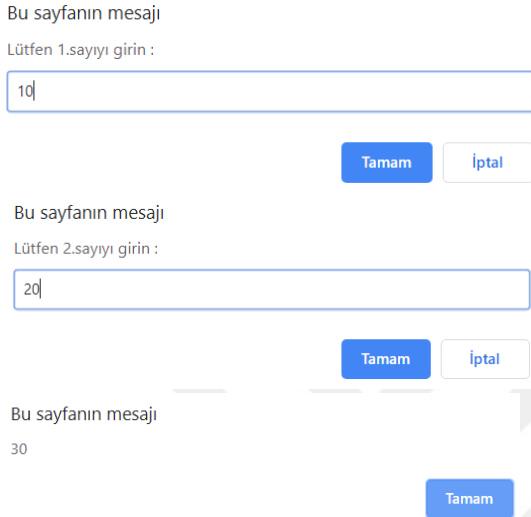 Bu sayfanın mesajı
Lütfen 1.sayıyı girin :
10
Tamam İptal
Bu sayfanın mesajı
Lütfen 2.sayıyı girin :
20
Tamam İptal
Bu sayfanın mesajı
30
Tamam